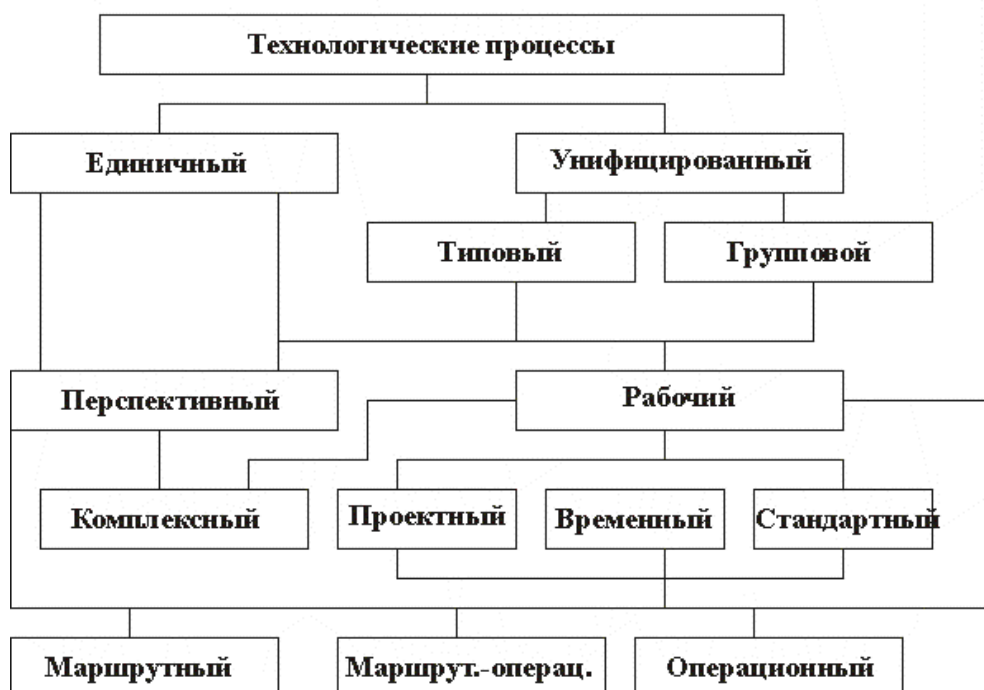 Технологические процессы
Единичный
Унифицированный
Типовый
Групповой
Перспективный
Рабочий
Комплексный
Проектный
Временный
Стандартный
Маршрутный
Маршрут.-операц.
Операционный